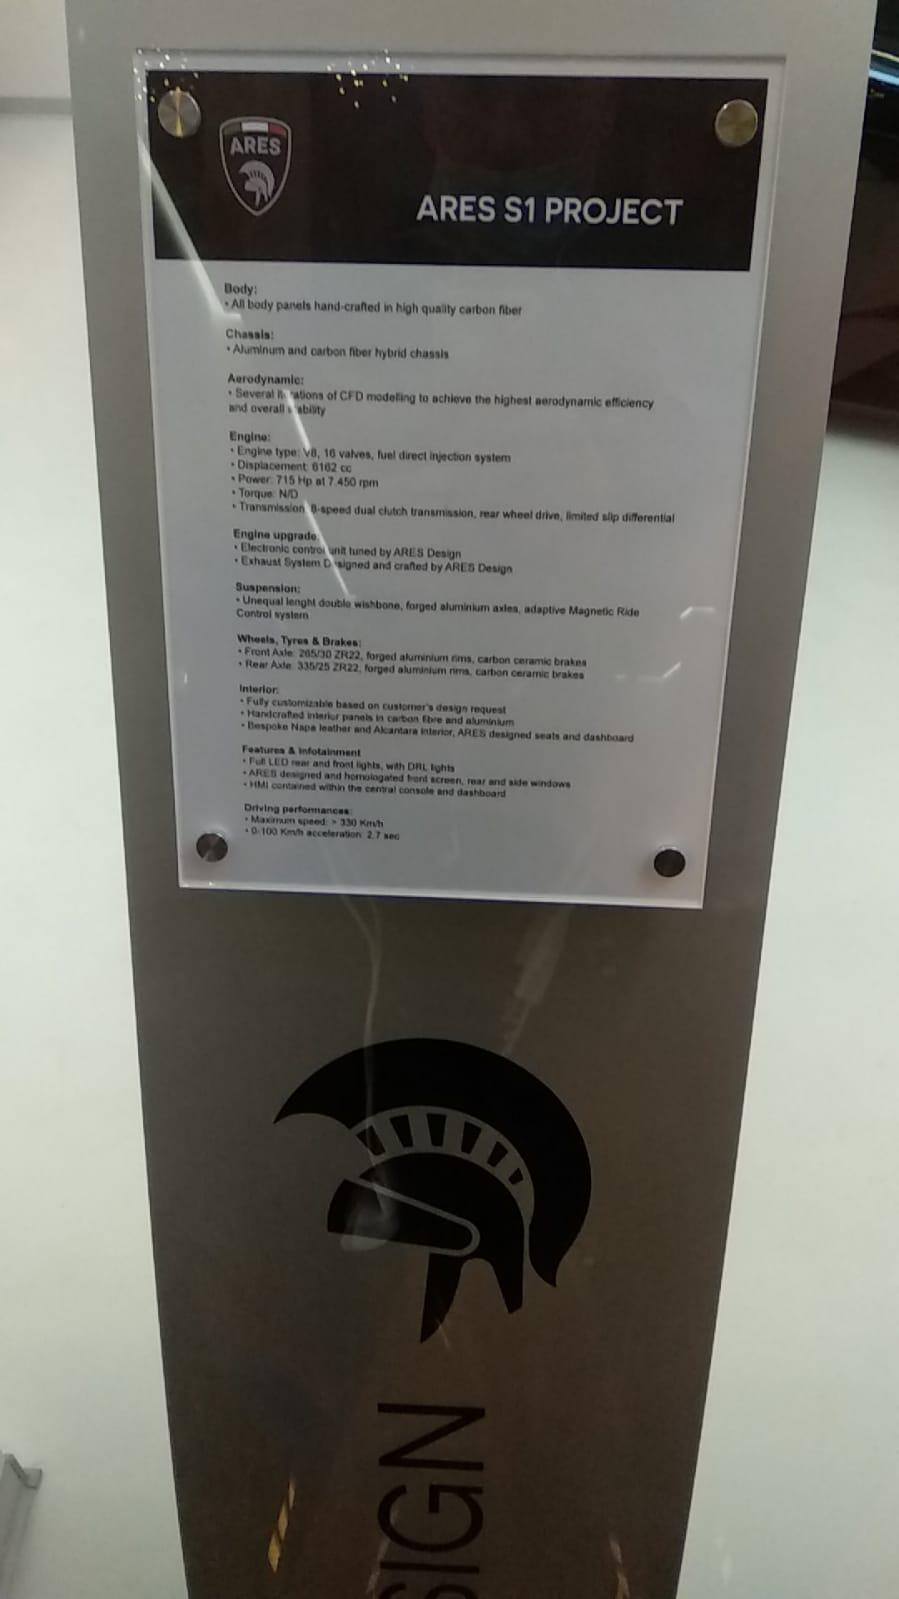 ARES
ARES S1 PROJECT
Body:
• All body panels hand-crafted in high quality carbon fiber
Chassis:
• Aluminum and carbon fiber hybrid chassis
Aerodynamic:
• Several of CFD modelling to achieve the highest aerodynamic efficiency
and overall
Engine:
• Engine type: V8, 16 valves, fuel direct injection system
• Displacement: 6162 cc
• Power: 715 Hp at 7.450 rpm
• Torque: N/D
• Transmission: 8-speed dual clutch transmission, rear wheel drive, limited slip differential
Engine upgrade:
• Electronic control unit tuned by ARES Design
• Exhaust System Designed and crafted by ARES Design
Suspension:
• Unequal lenght double wishbone, forged aluminium axles, adaptive Magnetic Ride
Control system
Wheels, Tyres & Brakes:
• Front Axle: 265/30 ZR22, forged aluminium rims, carbon ceramic brakes
• Rear Axle: 335/25 ZR22, forged aluminium rims, carbon ceramic brakes
Interior:
• Fully customizable based on customer's design request
• Handcrafted interior panels in carbon fibre and aluminium
• Bespoke Napa leather and Alcantara interior, ARES designed seats and dashboard
Features & Infotainment
• Full LED rear and front lights, with DRL lights
• ARES designed and homologated front screen, rear and side windows
• HMI contained within the central console and dashboard
Driving performances:
• Maximum speed: > 330 Km/h
• 0-100 Km/h acceleration: 2.7 sec
SIGN